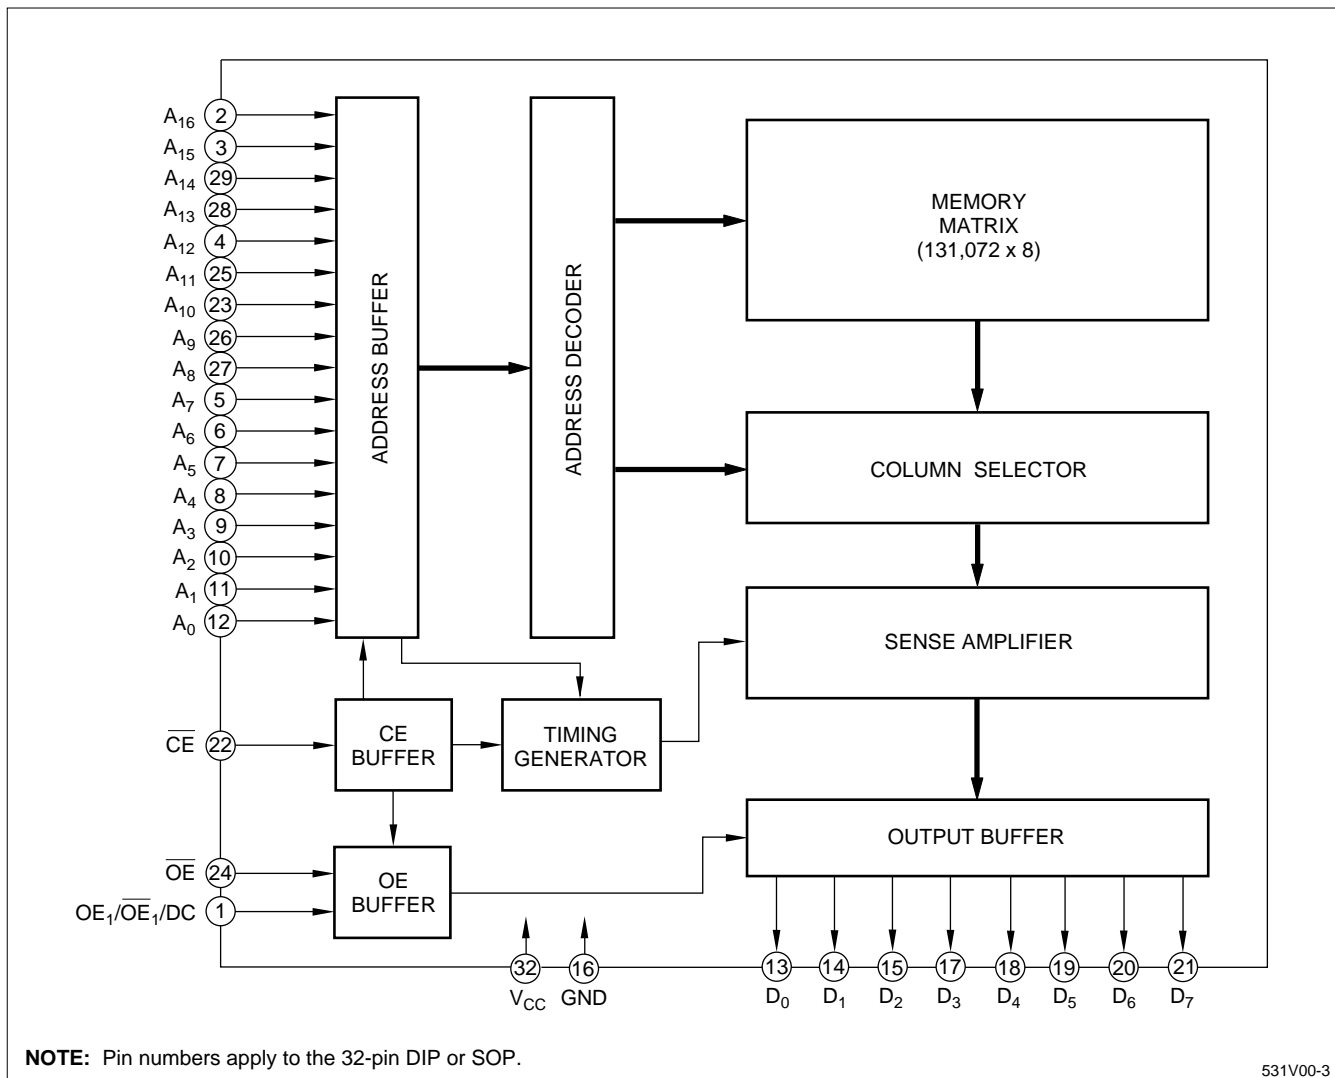 A16 2
A15 3
A14 29
A13 28
A12 4
A11 25
A10 23
A9 26
A8 27
A7 5
A6 6
A5 7
A4 8
A3 9
A2 10
A1 11
A0 12
C̅E̅ 22
O̅E̅ 24
OE1/O̅E̅1/DC 1
ADDRESS BUFFER
ADDRESS DECODER
MEMORY
MATRIX
(131,072 x 8)
COLUMN SELECTOR
SENSE AMPLIFIER
CE
BUFFER
TIMING
GENERATOR
OUTPUT BUFFER
OE
BUFFER
32 16 13 14 15 17 18 19 20 21
VCC GND D0 D1 D2 D3 D4 D5 D6 D7
NOTE: Pin numbers apply to the 32-pin DIP or SOP.
531V00-3